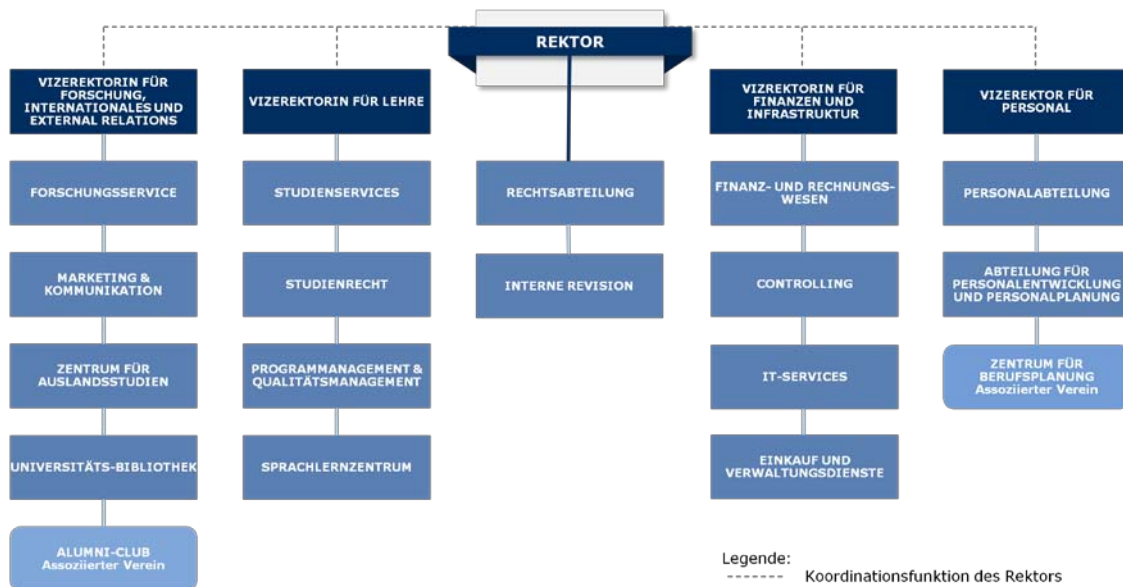 REKTOR
VIZEREKTORIN FÜR
FORSCHUNG,
INTERNATIONALES UND
EXTERNAL RELATIONS
FORSCHUNGSSERVICE
MARKETING &
KOMMUNIKATION
ZENTRUM FÜR
AUSLANDSSTUDIEN
UNIVERSITÄTS-BIBLIOTHEK
ALUMNI-CLUB
Assoziierter Verein
VIZEREKTORIN FÜR LEHRE
STUDIENSERVICES
STUDIENRECHT
PROGRAMMANAGEMENT &
QUALITÄTSMANAGEMENT
SPRACHLERNZENTRUM
RECHTSABTEILUNG
INTERNE REVISION
VIZREKTORIN FÜR
FINANZEN UND
INFRASTRUKTUR
FINANZ- UND RECHNUNGS-
WESEN
CONTROLLING
IT-SERVICES
EINKAUF UND
VERWALTUNGSDIENSTE
VIZEREKTOR FÜR
PERSONAL
PERSONALABTEILUNG
ABTEILUNG FÜR
PERSONALENTWICKLUNG
UND PERSONALPLANUNG
ZENTRUM FÜR
BERUFSPLANUNG
Assoziierter Verein
Legende:
Koordinationsfunktion des Rektors